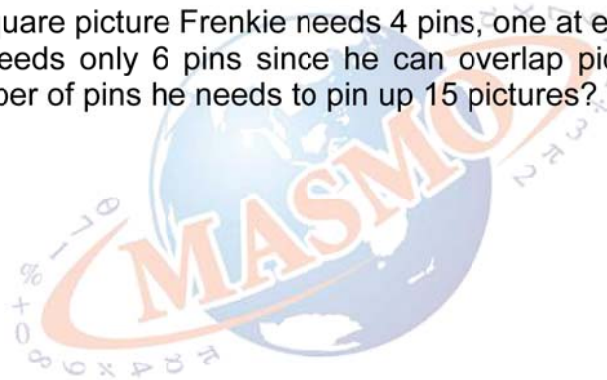 uare picture Frenkie needs 4 pins, one at e
eeds only 6 pins since he can overlap pic
ber of pins he needs to pin up 15 pictures?
MASMO